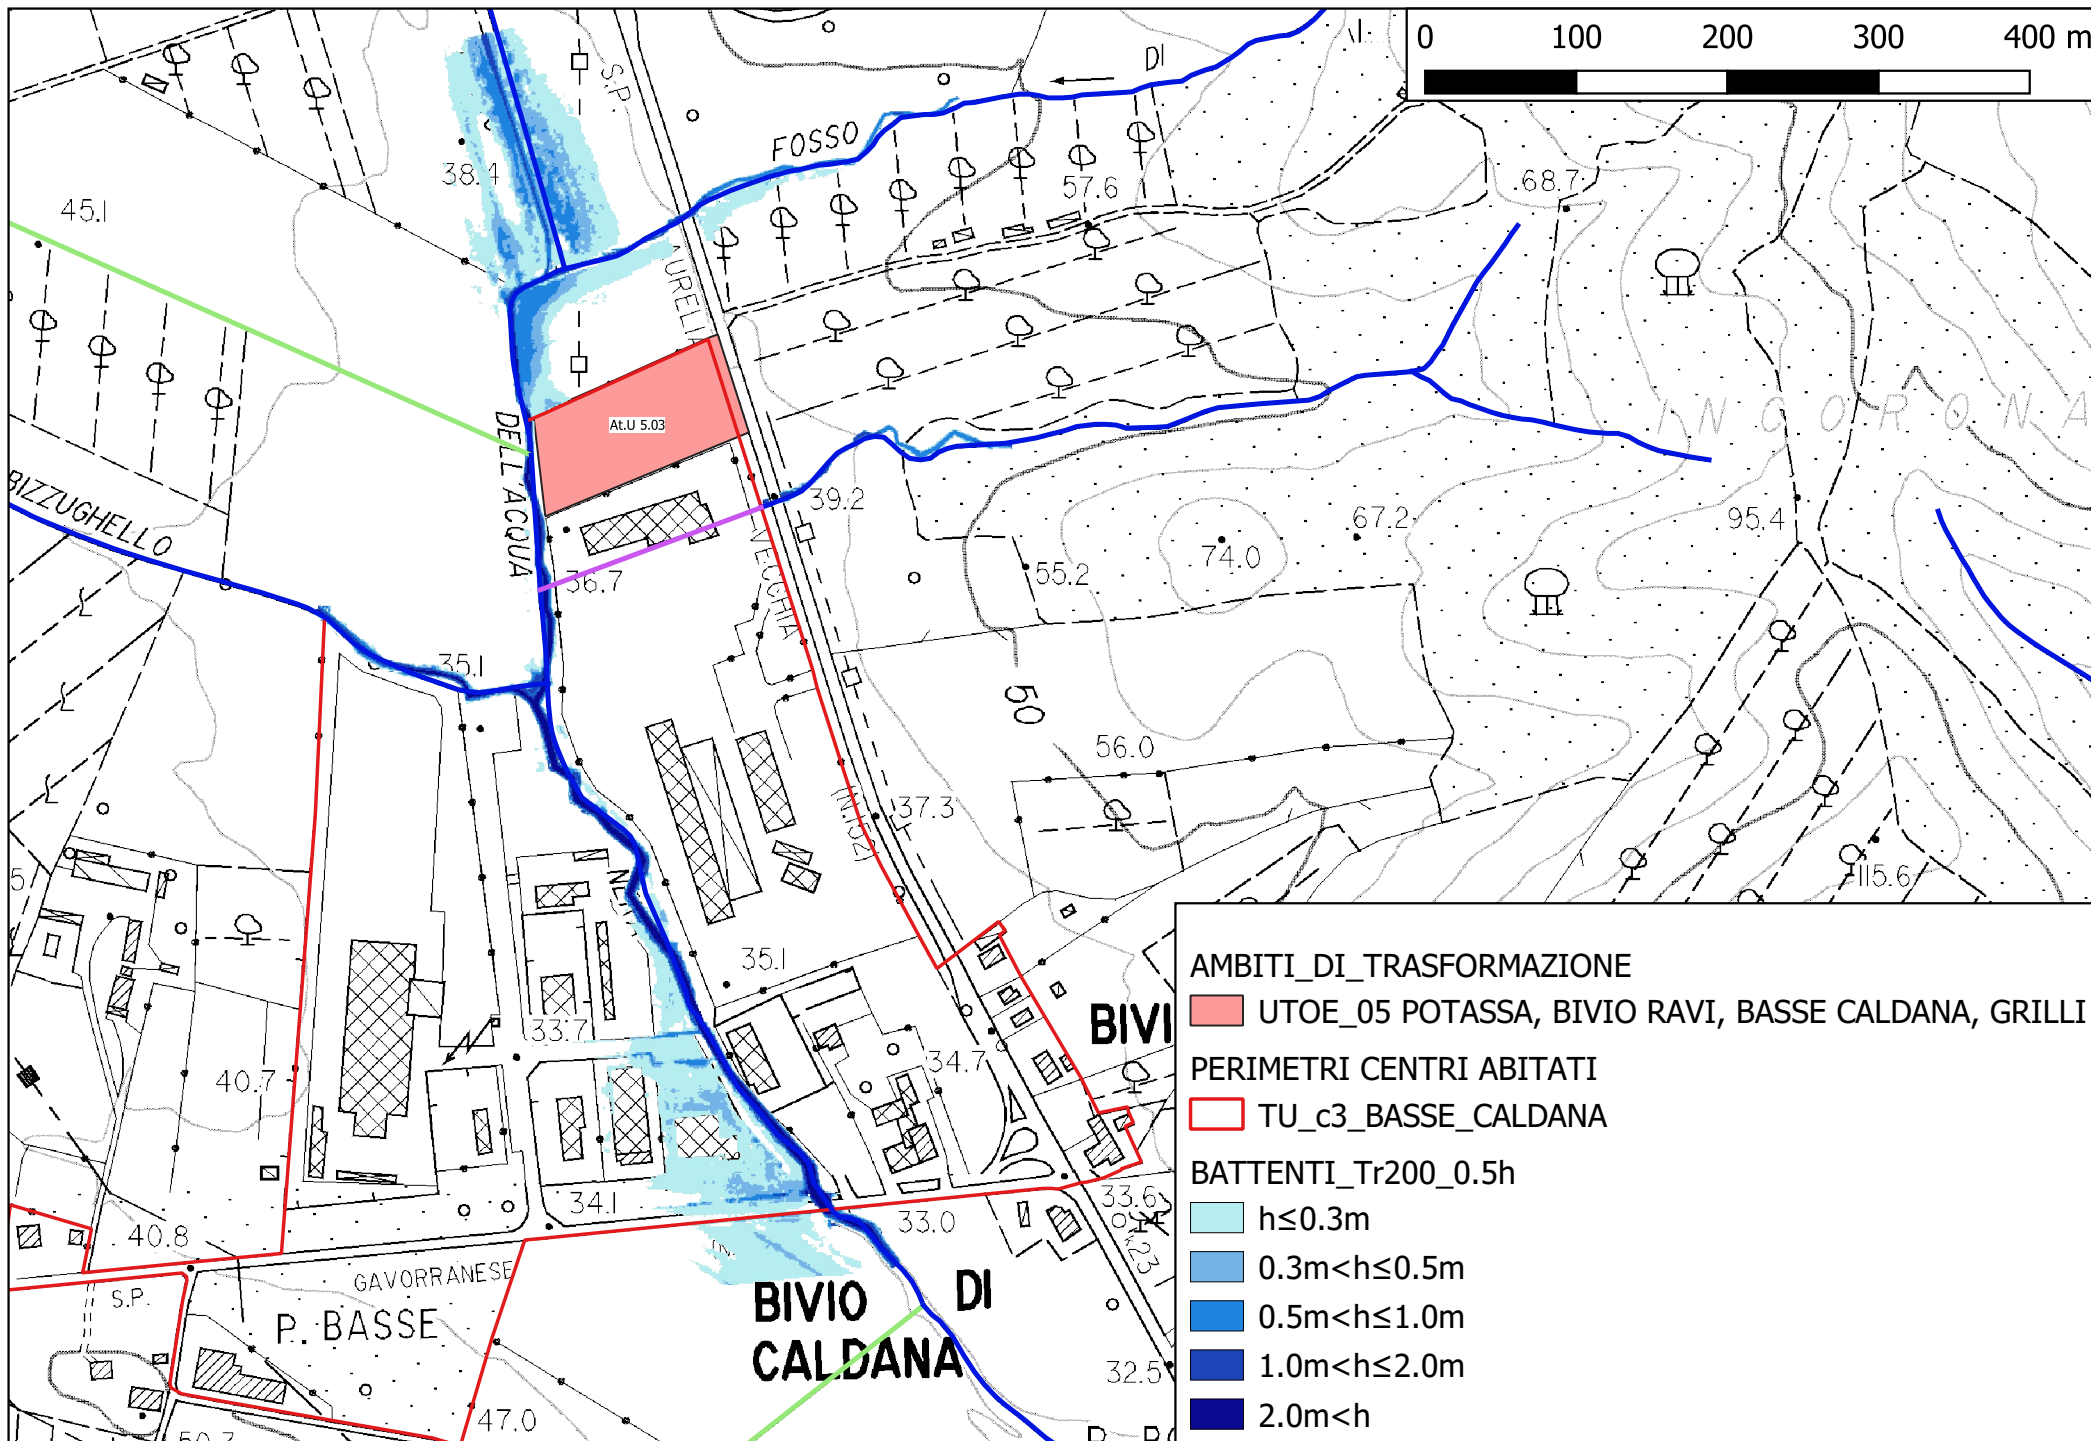 0 100 200 300 400 m
DI
S.P.
FOSSO
38.4
57.6
68.7
45.1
AURELIA
INCORONA
At.U 5.03
DELL'ACQUA
BIZZUGHELLO
39.2
67.2
95.4
74.0
55.2
36.7
VECCHIA
35.1
50
56.0
37.3
(N.152)
115.6
35.1
33.7
BIVI
34.7
40.7
34.1
33.0
33.6
40.8
GAVORRANESE
S.P.
P. BASSE
BIVIO
CALDANA
DI
32.5
47.0
50.7
AMBITI_DI_TRASFORMAZIONE
UTOE_05 POTASSA, BIVIO RAVI, BASSE CALDANA, GRILLI
PERIMETRI CENTRI ABITATI
TU_c3_BASSE_CALDANA
BATTENTI_Tr200_0.5h
h≤0.3m
0.3m<h≤0.5m
0.5m<h≤1.0m
1.0m<h≤2.0m
2.0m<h